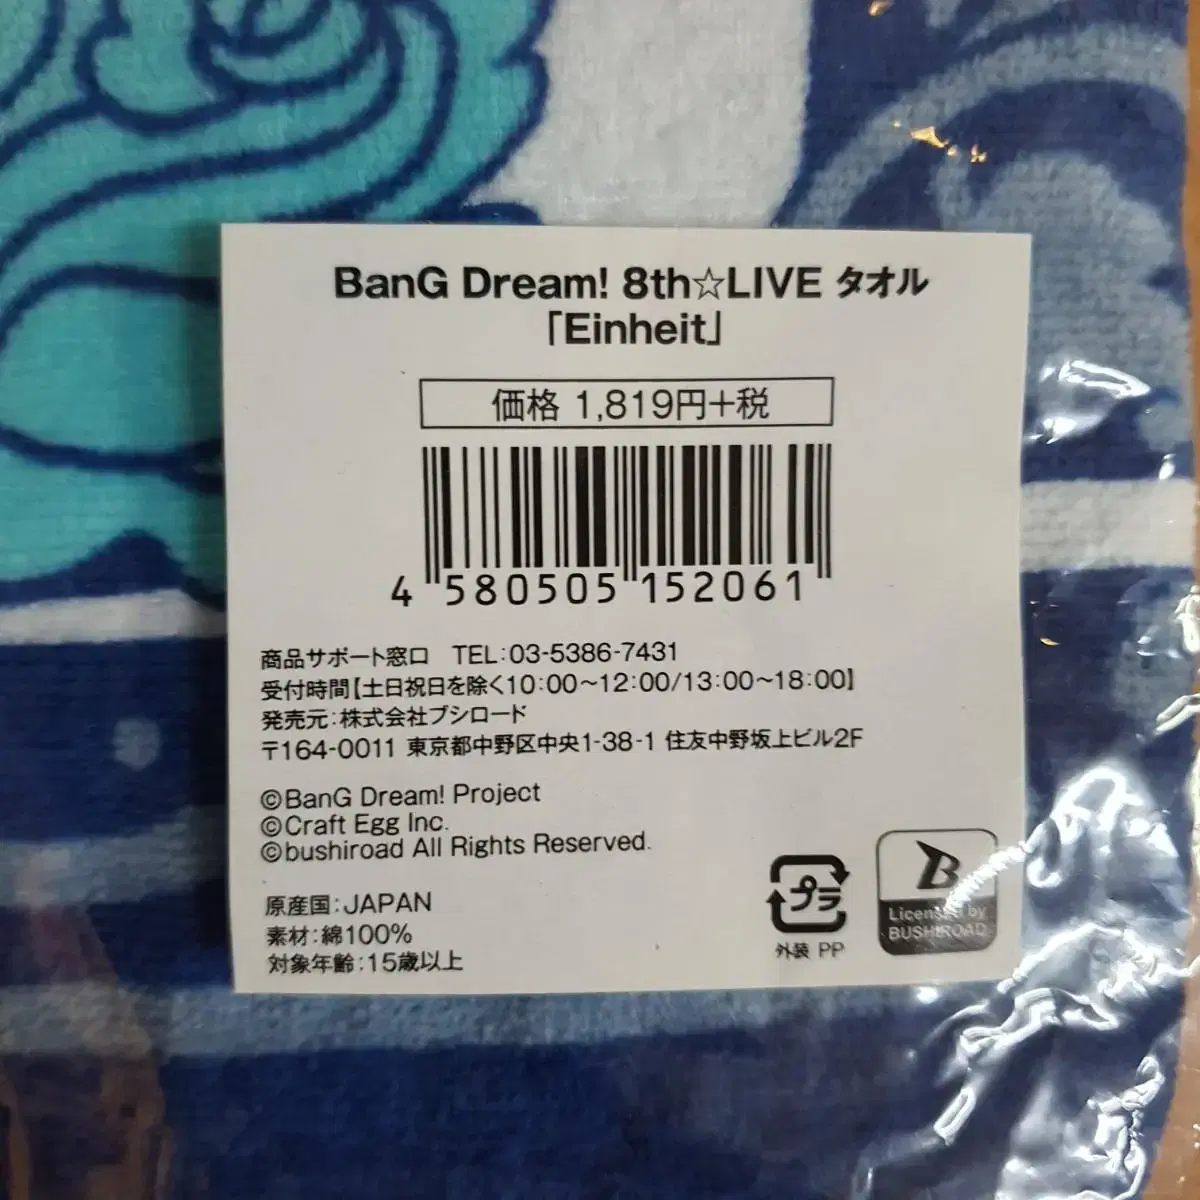 BanG Dream! 8th☆LIVE タオル
「Einheit」
価格 1,819円+税
4 580505 152061
商品サポート窓口 TEL:03-5386-7431
受付時間【土日祝日を除く10:00～12:00/13:00～18:00】
発売元:株式会社ブシロード
〒164-0011 東京都中野区中央1-38-1 住友中野坂上ビル2F
©BanG Dream! Project
©Craft Egg Inc.
©bushiroad All Rights Reserved.
原産国:JAPAN
素材:綿100%
対象年齢:15歳以上
プラ
外装 PP
B
Licensed by
BUSHIROAD